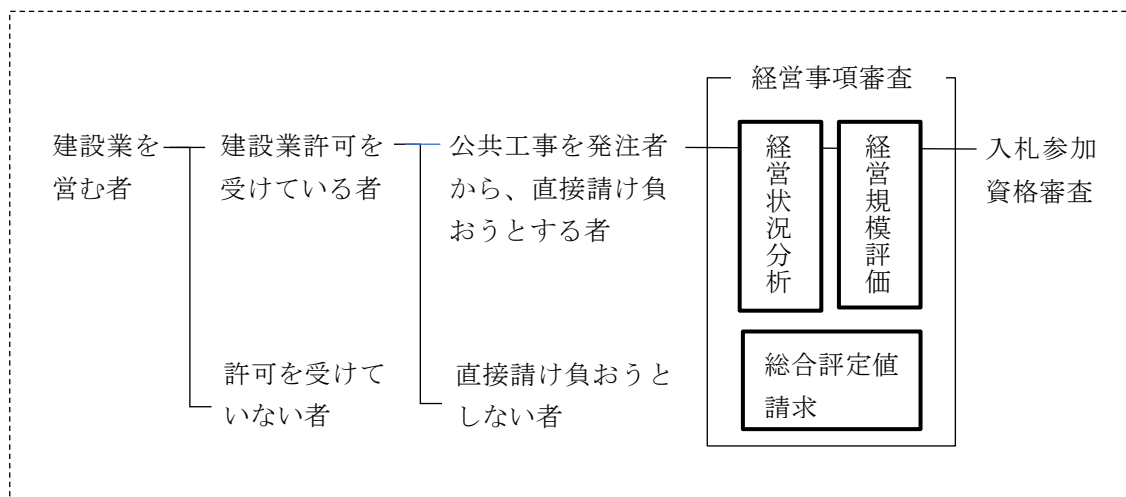 経営事項審査
建設業を
営む者
建設業許可を
受けている者
公共工事を発注者
から、直接請け負
おうとする者
経営状況分析
経営規模評価
入札参加
資格審査
許可を受けて
いない者
直接請け負おうと
しない者
総合評定値
請求